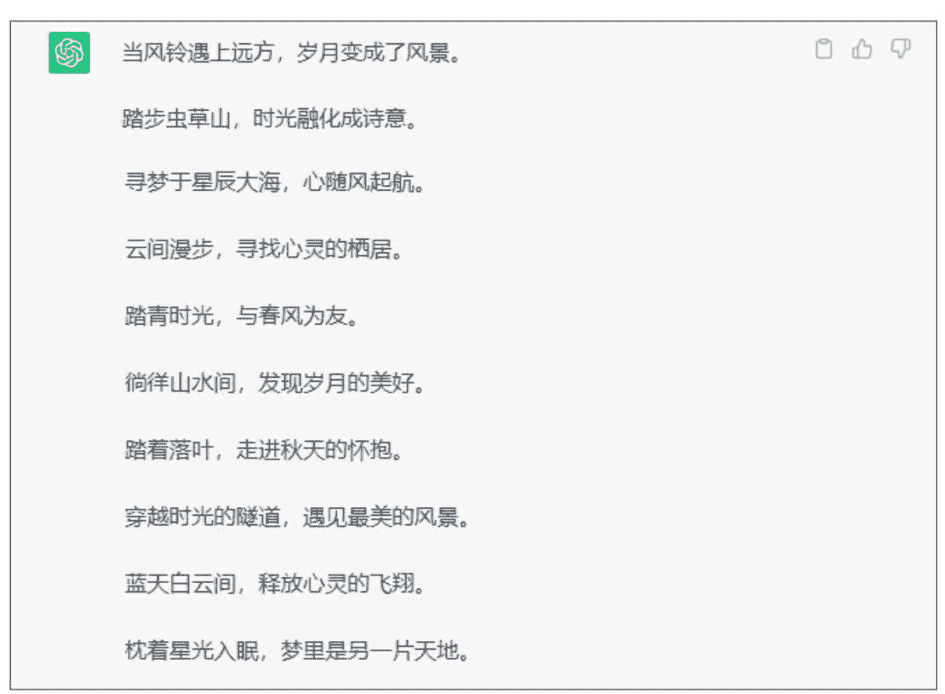 当风铃遇上远方，岁月变成了风景。
踏步虫草山，时光融化成诗意。
寻梦于星辰大海，心随风起航。
云间漫步，寻找心灵的栖居。
踏青时光，与春风为友。
徜徉山水间，发现岁月的美好。
踏着落叶，走进秋天的怀抱。
穿越时光的隧道，遇见最美的风景。
蓝天白云间，释放心灵的飞翔。
枕着星光入眠，梦里是另一片天地。